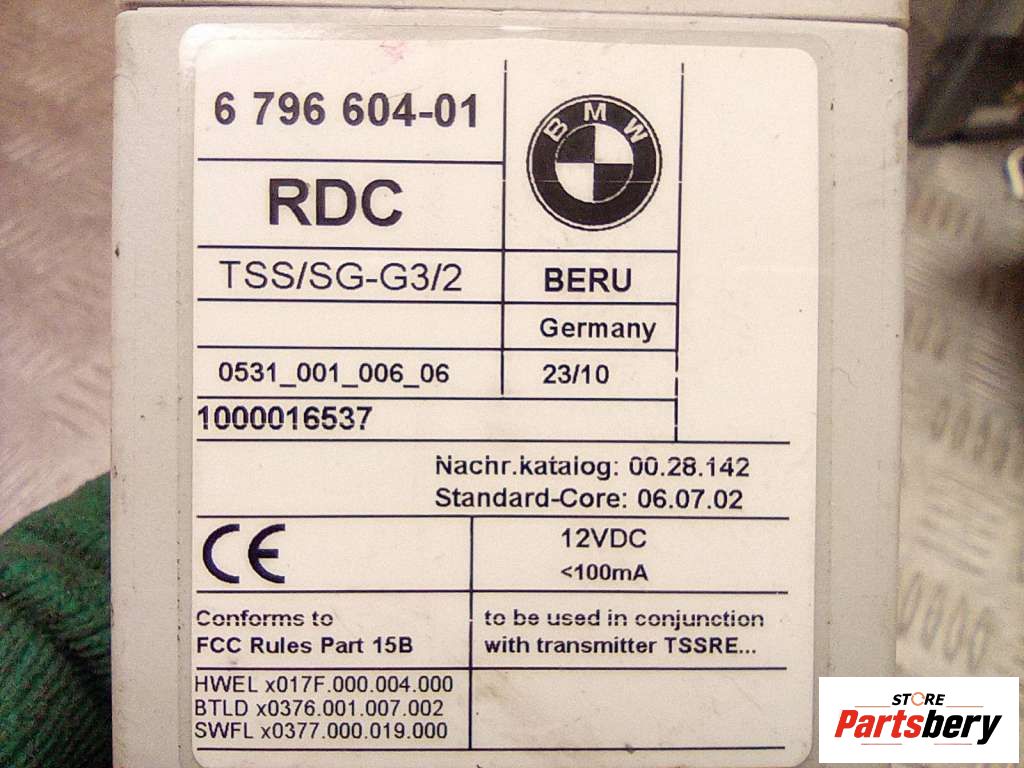 6 796 604-01
BMW
RDC
TSS/SG-G3/2
BERU
Germany
0531_001_006_06
23/10
1000016537
Nachr.katalog: 00.28.142
Standard-Core: 06.07.02
CE
12VDC
<100mA
Conforms to
FCC Rules Part 15B
to be used in conjunction
with transmitter TSSRE...
HWEL x017F.000.004.000
BTLD x0376.001.007.002
SWFL x0377.000.019.000
STORE
Partsbery